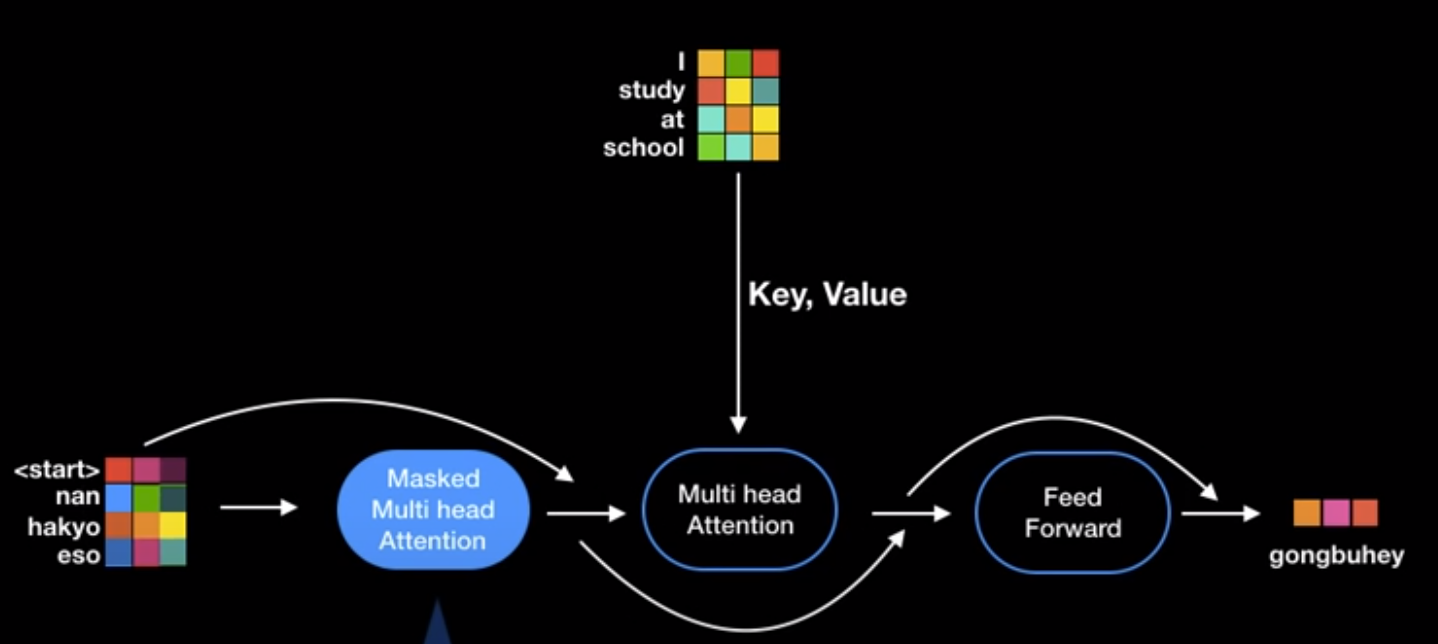 I
study
at
school
Key, Value
<start>
nan
hakyo
eso
Masked
Multi head
Attention
Multi head
Attention
Feed
Forward
gongbuhey